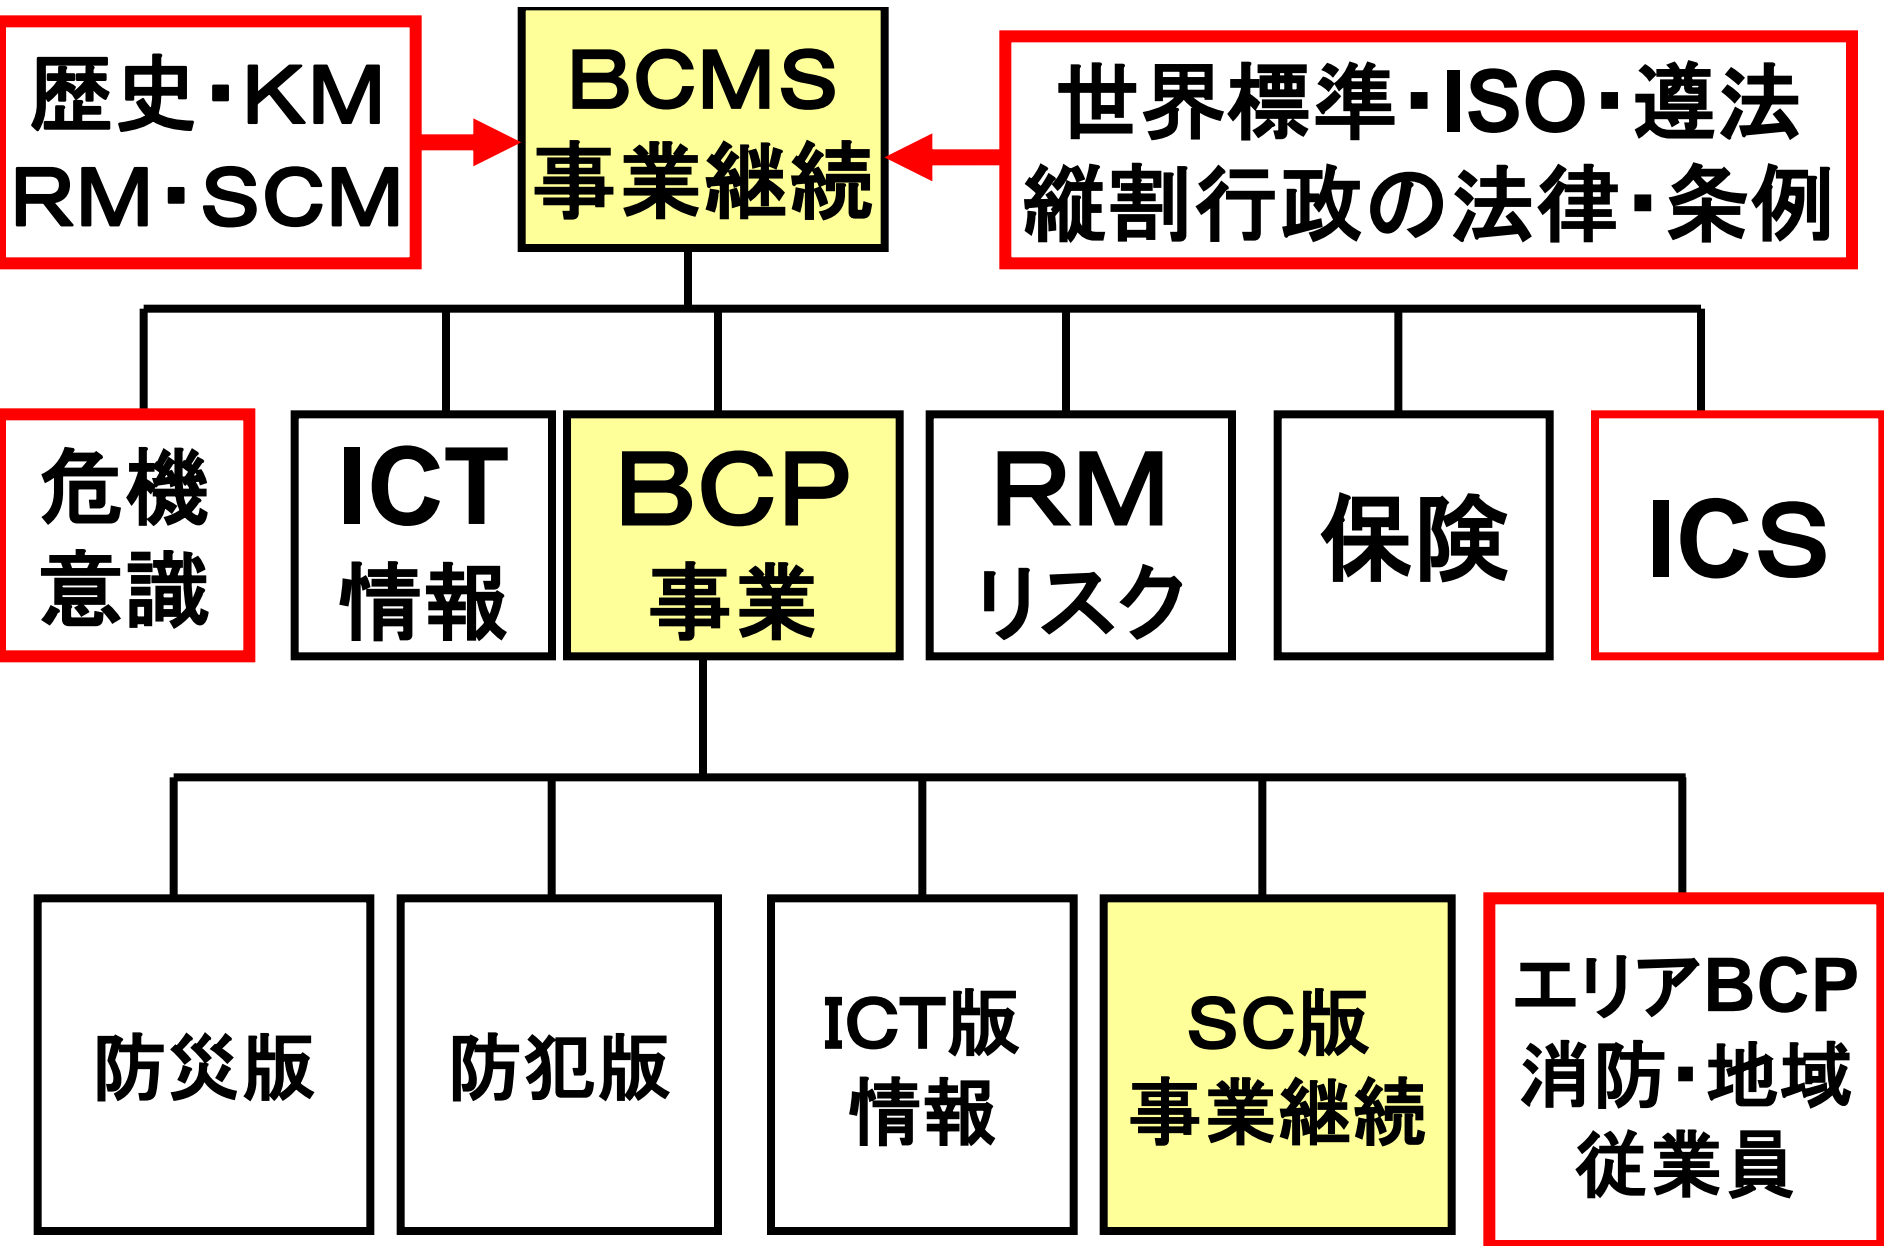 歴史・KM
RM・SCM
BCMS
事業継続
世界標準・ISO・遵法
縦割行政の法律・条例
危機
意識
ICT
情報
BCP
事業
RM
リスク
保険
ICS
防災版
防犯版
ICT版
情報
SC版
事業継続
エリアBCP
消防・地域
従業員